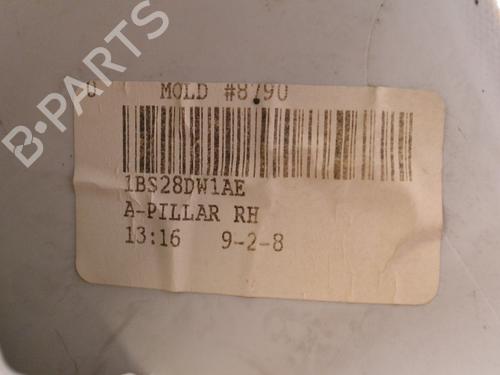 B-PARTS
MOLD #8790
1BS28DW1AE
A-PILLAR RH
13:16 9-2-8